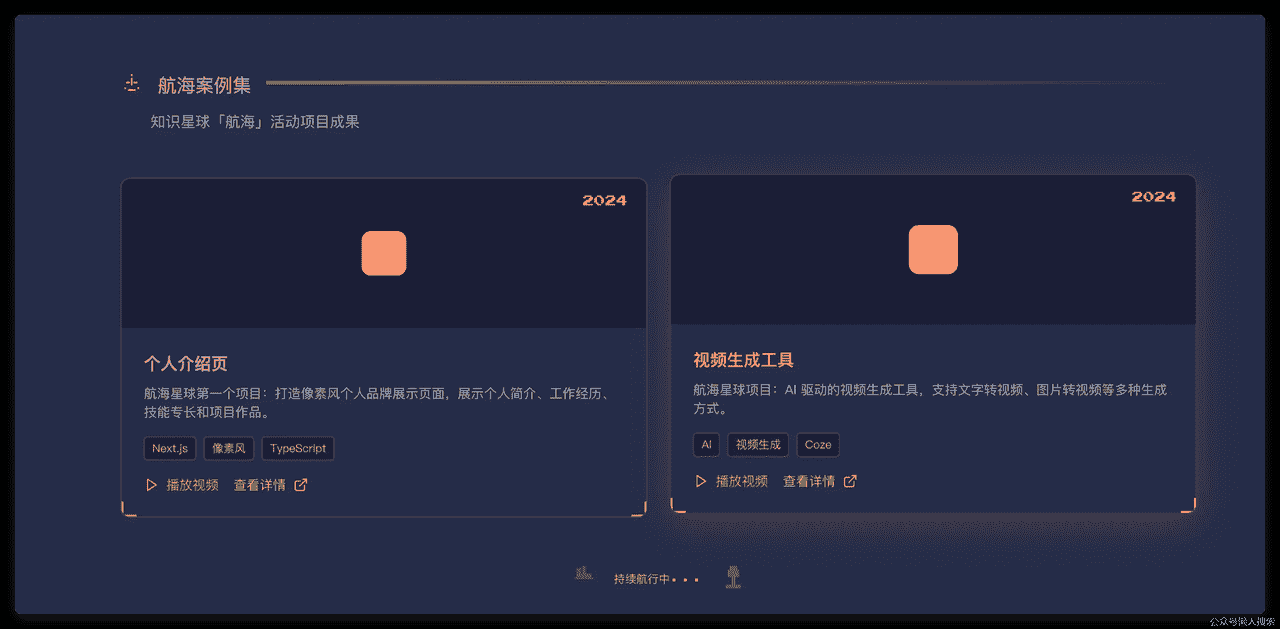 航海案例集
知识星球「航海」活动项目成果
2024
个人介绍页
航海星球第一个项目：打造像素风个人品牌展示页面，展示个人简介、工作经历、
技能专长和项目作品。
Next.js 像素风 TypeScript
播放视频 查看详情
2024
视频生成工具
航海星球项目：AI 驱动的视频生成工具，支持文字转视频、图片转视频等多种生成
方式。
AI 视频生成 Coze
播放视频 查看详情
持续航行中...
公众号懒人搜索